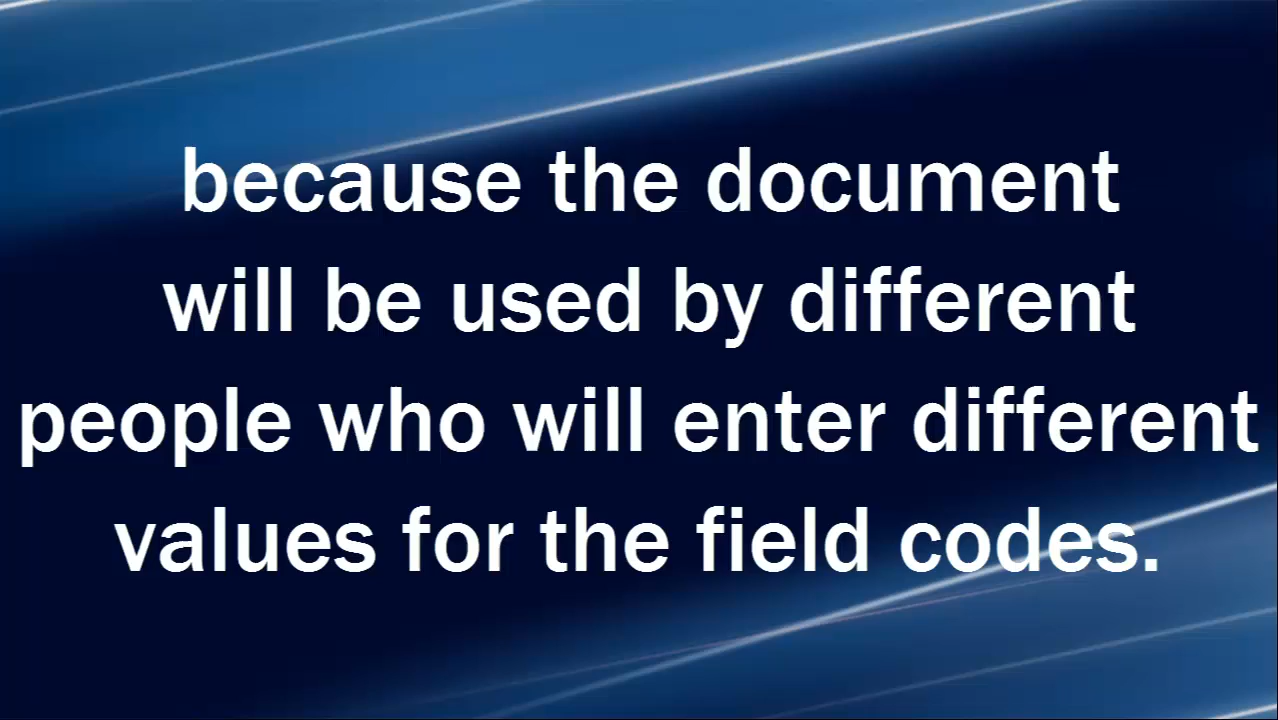 because the document
will be used by different
people who will enter different
values for the field codes.